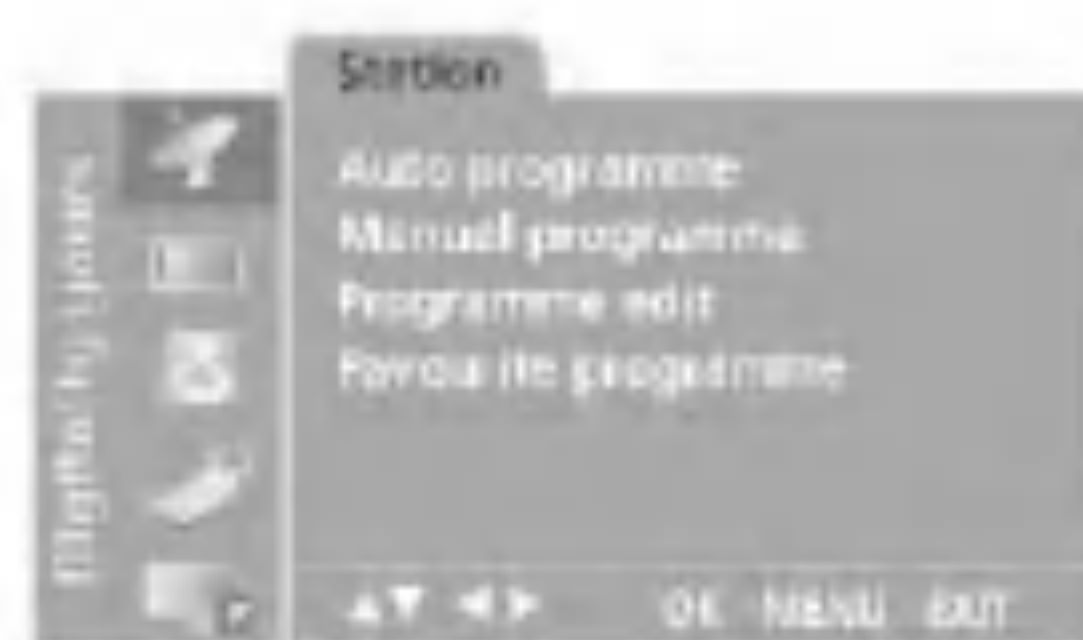 Station
Auto programme
Manual programme
Programme edit
Favourite programme
▲▼ ◀▶ OK MENU EXIT